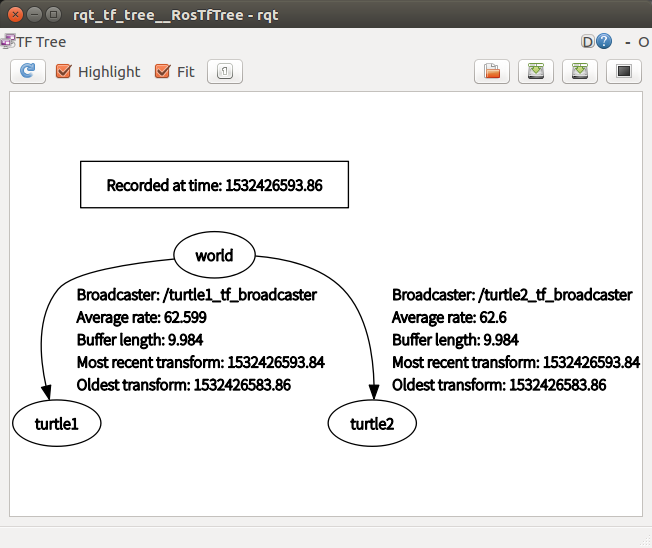 rqt_tf_tree__RosTfTree - rqt
TF Tree
D ? - O
Highlight
Fit
Recorded at time: 1532426593.86
world
Broadcaster: /turtle1_tf_broadcaster
Average rate: 62.599
Buffer length: 9.984
Most recent transform: 1532426593.84
Oldest transform: 1532426583.86
Broadcaster: /turtle2_tf_broadcaster
Average rate: 62.6
Buffer length: 9.984
Most recent transform: 1532426593.84
Oldest transform: 1532426583.86
turtle1
turtle2